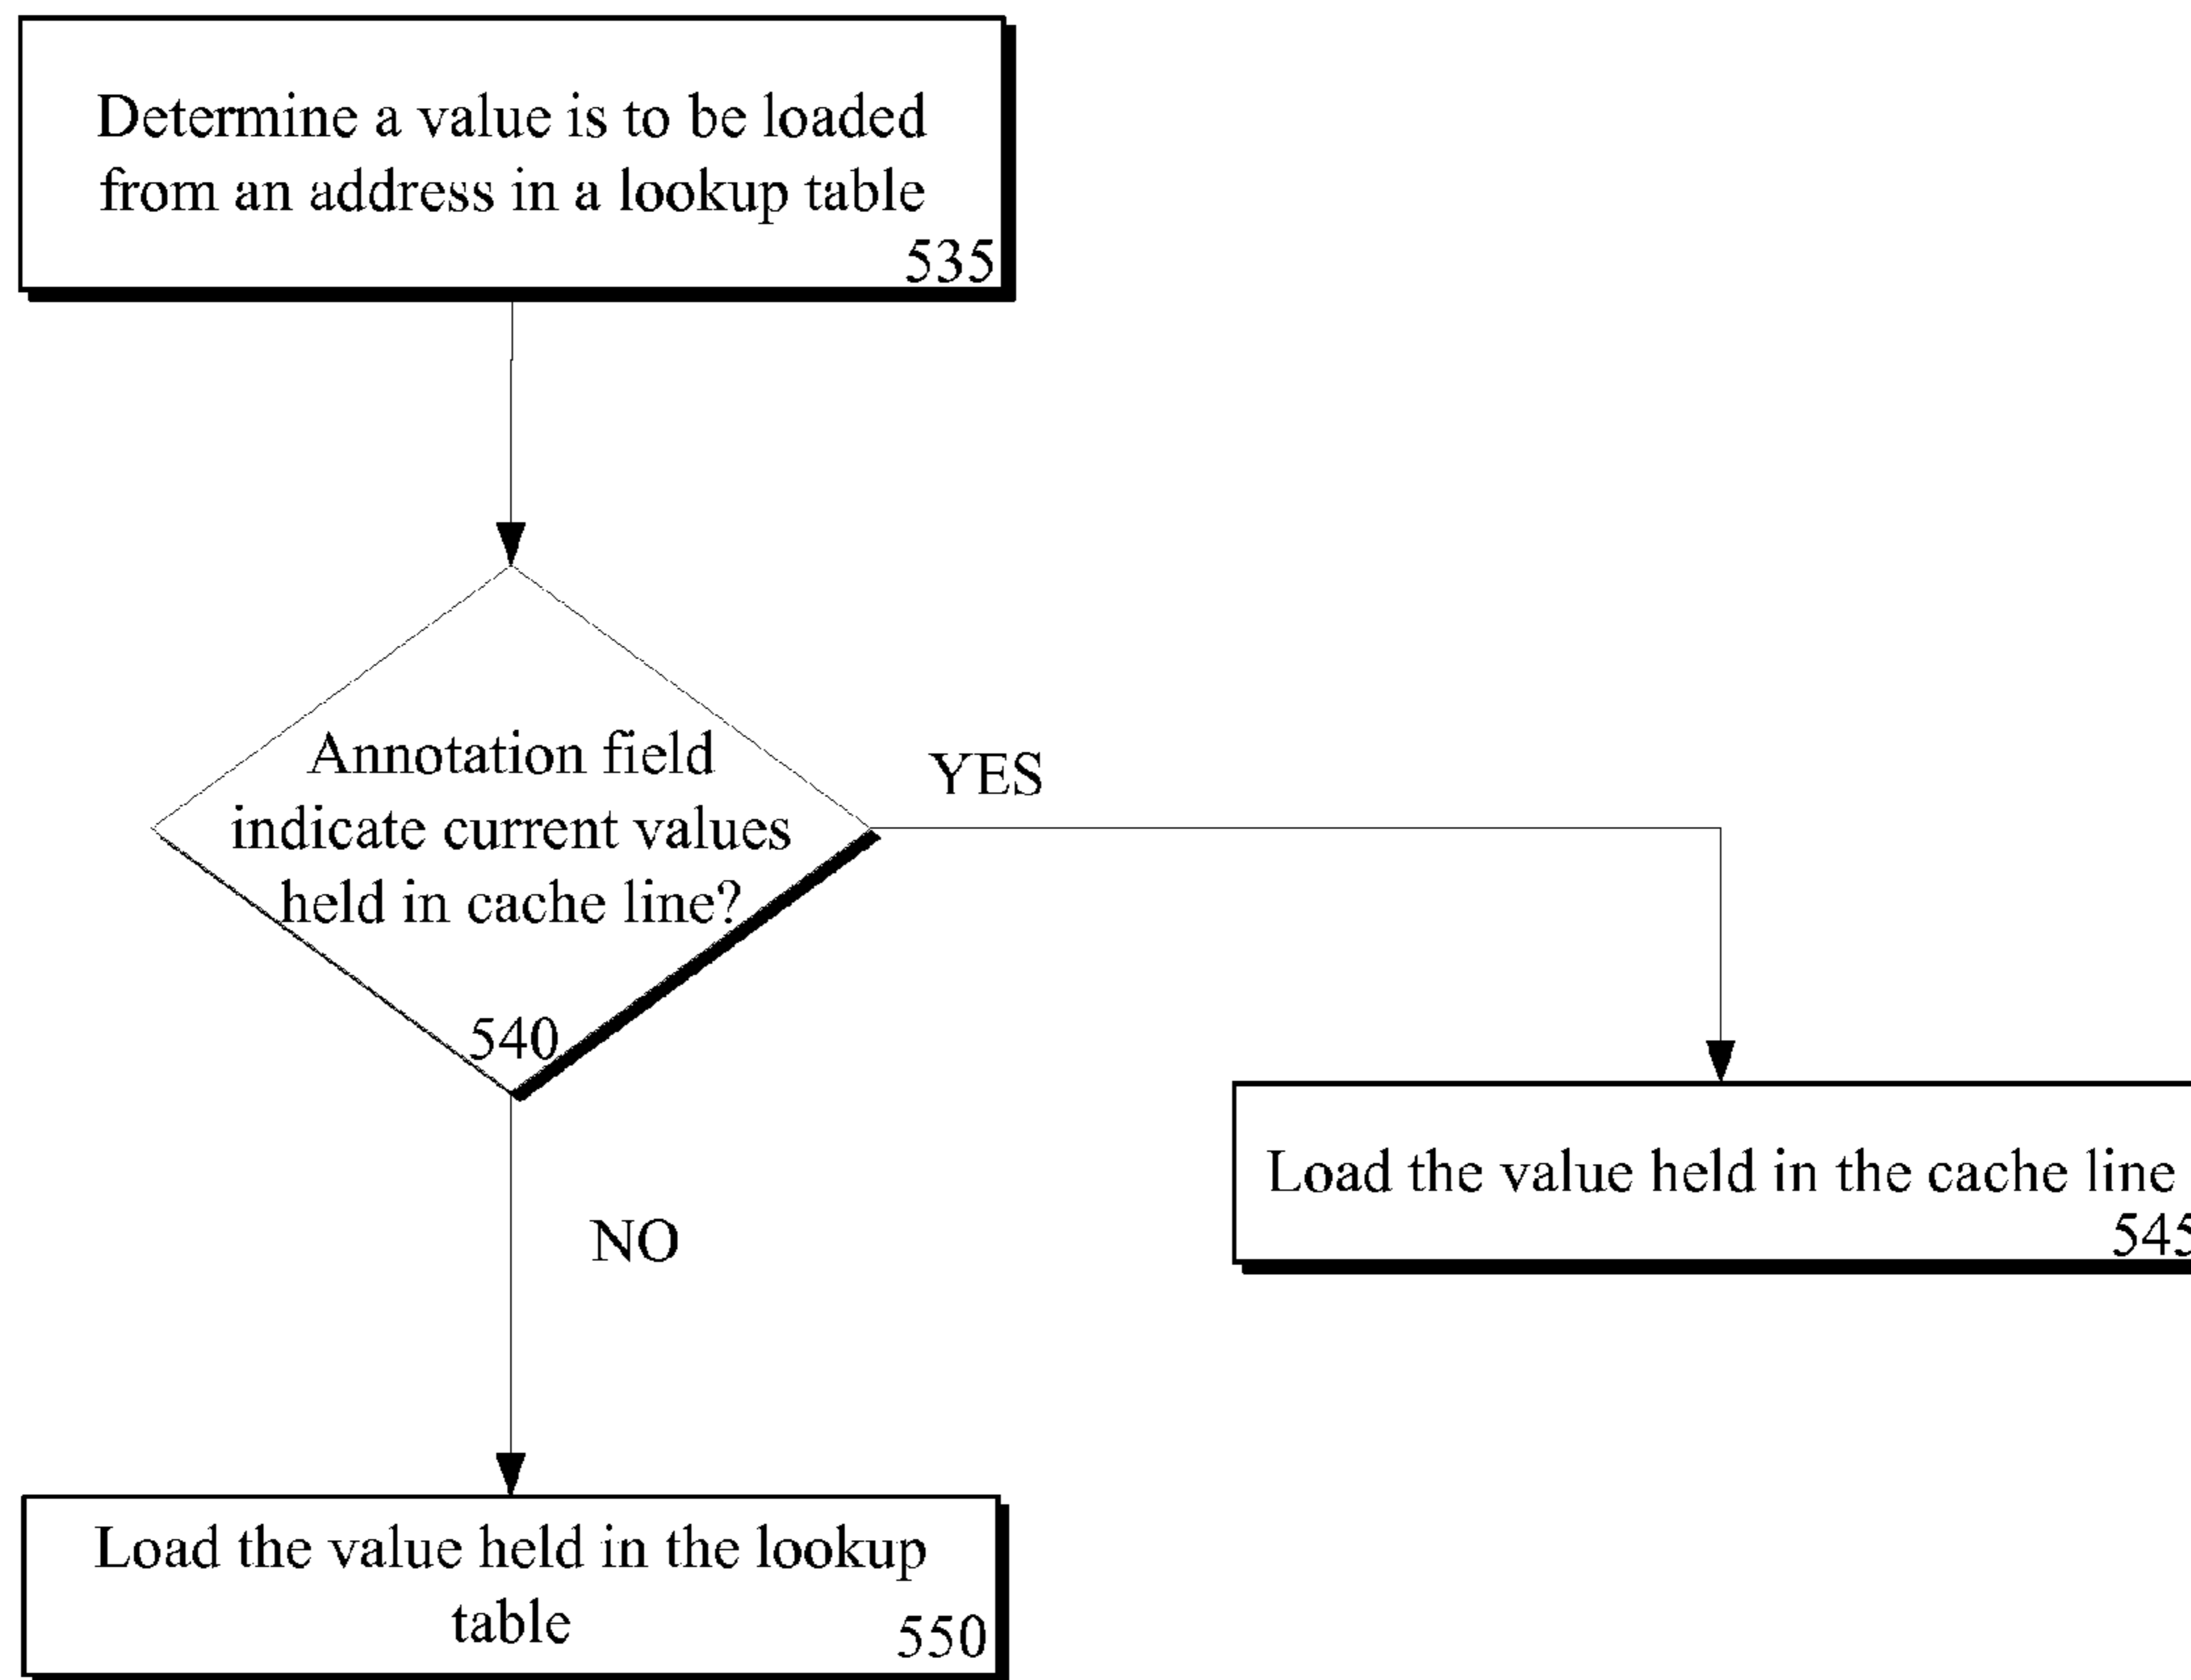 Determine a value is to be loaded
from an address in a lookup table
535
Annotation field
indicate current values
held in cache line?
540
YES
NO
Load the value held in the cache line
545
Load the value held in the lookup
table
550